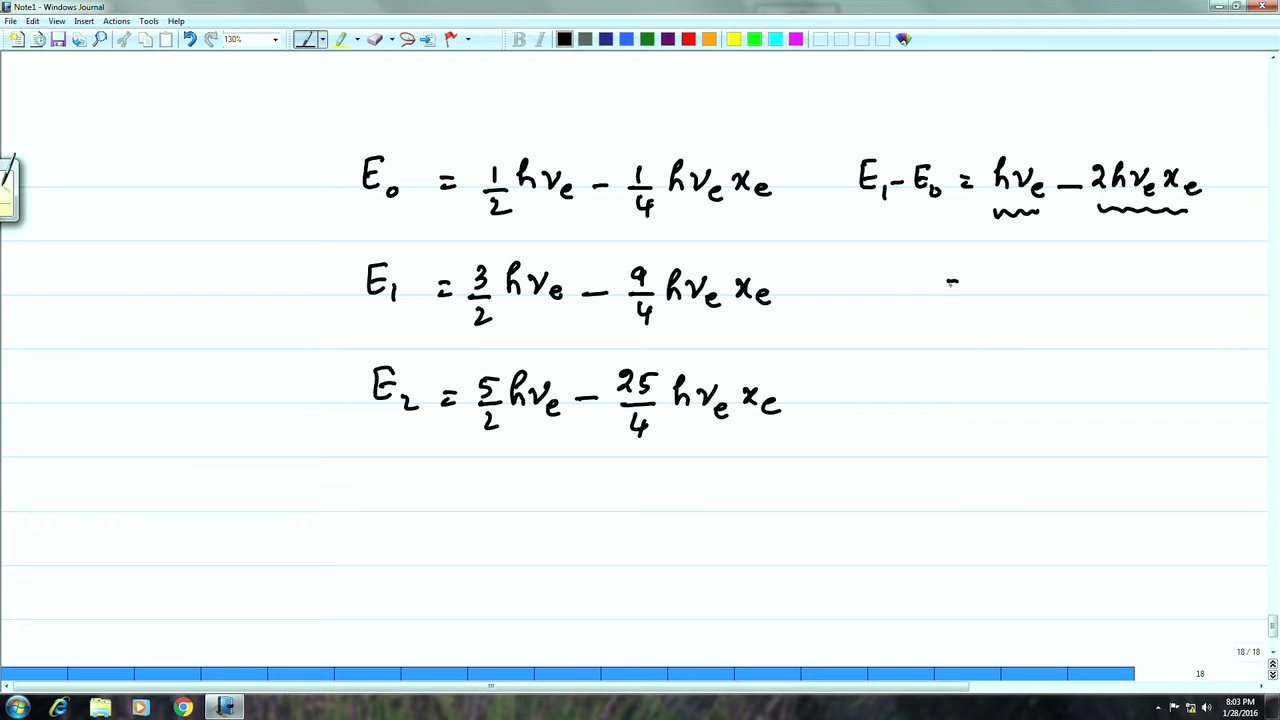 Note1 - Windows Journal
File Edit View Insert Actions Tools Help
130% B I
E₀ = 1/2 hνₑ - 1/4 hνₑxₑ E₁-E₀ = hνₑ - 2hνₑxₑ
E₁ = 3/2 hνₑ - 9/4 hνₑxₑ =
E₂ = 5/2 hνₑ - 25/4 hνₑxₑ
18 / 18
18
8:03 PM
1/28/2016